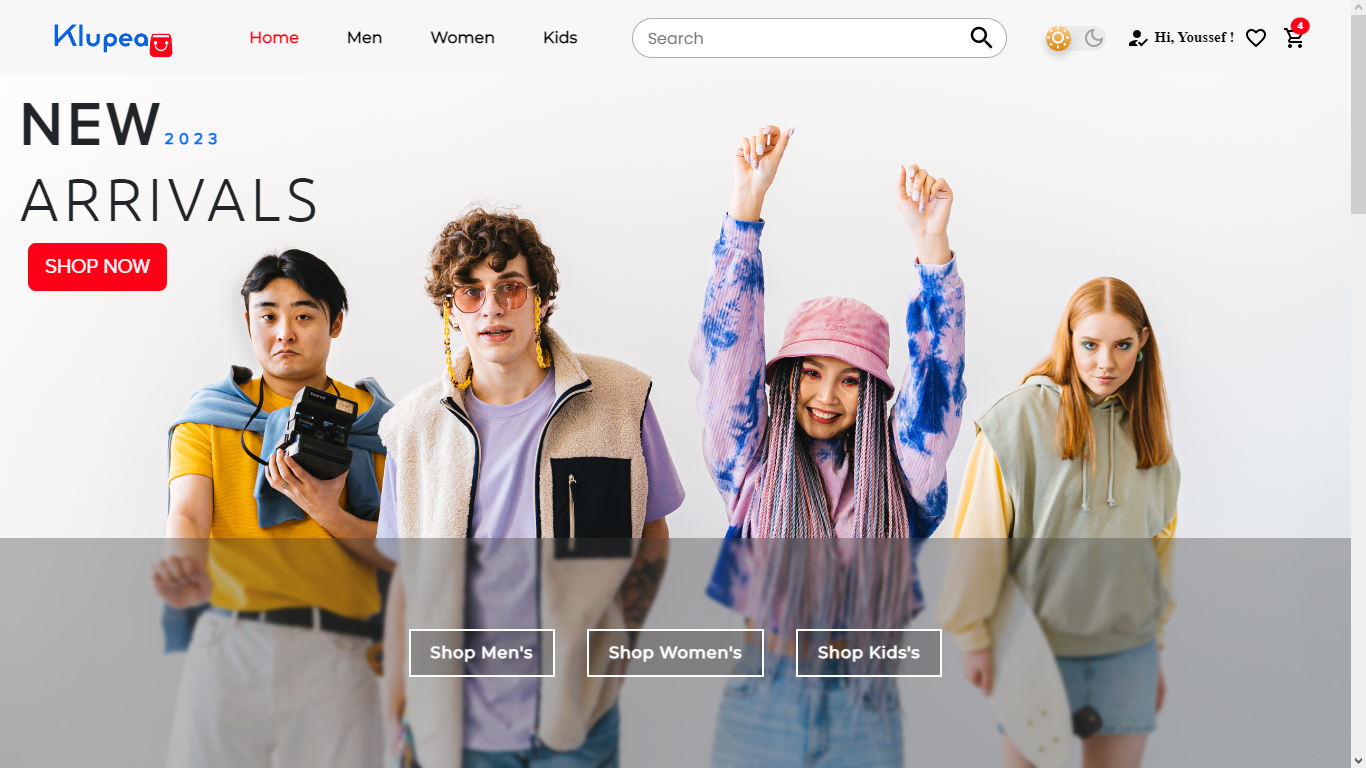 Klupea
Home Men Women Kids
Search
Hi, Youssef !
4
NEW 2023
ARRIVALS
SHOP NOW
Shop Men's Shop Women's Shop Kids's